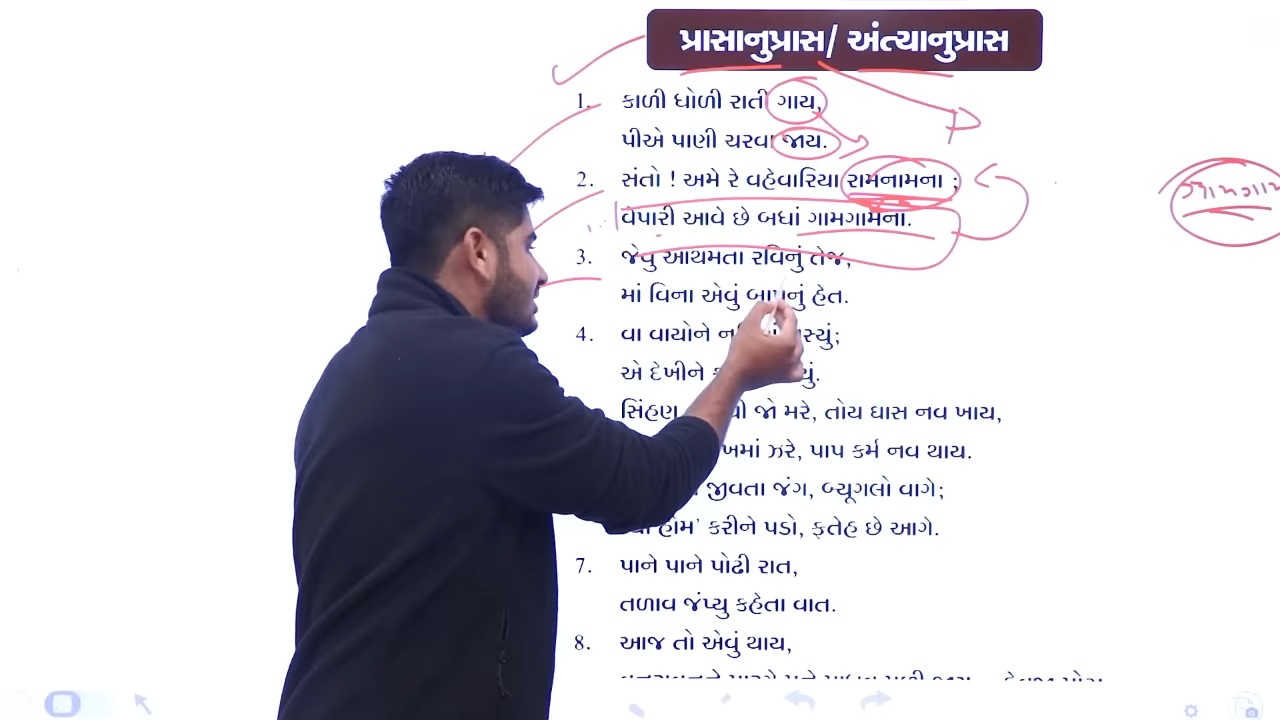 પ્રાસાનુપ્રાસ/ અંત્યાનુપ્રાસ
1. કાળી ધોળી રાતી ગાય,
પીએ પાણી ચરવા જાય.
2. સંતો ! અમે રે વહેવારિયા રામનામના ;
વેપારી આવે છે બધાં ગામગામના.
3. જેવુ આથમતા રવિનું તેજ,
માં વિના એવું બાપનું હેત.
4. વા વાયોને
એ દેખીને
સિંહણ જો મરે, તોય ઘાસ નવ ખાય,
ઝરે, પાપ કર્મ નવ થાય.
જીવતા જંગ, બ્યૂગલો વાગે;
હોમ' કરીને પડો, ફતેહ છે આગે.
7. પાને પાને પોઢી રાત,
તળાવ જંપ્યુ કહેતા વાત.
8. આજ તો એવું થાય,